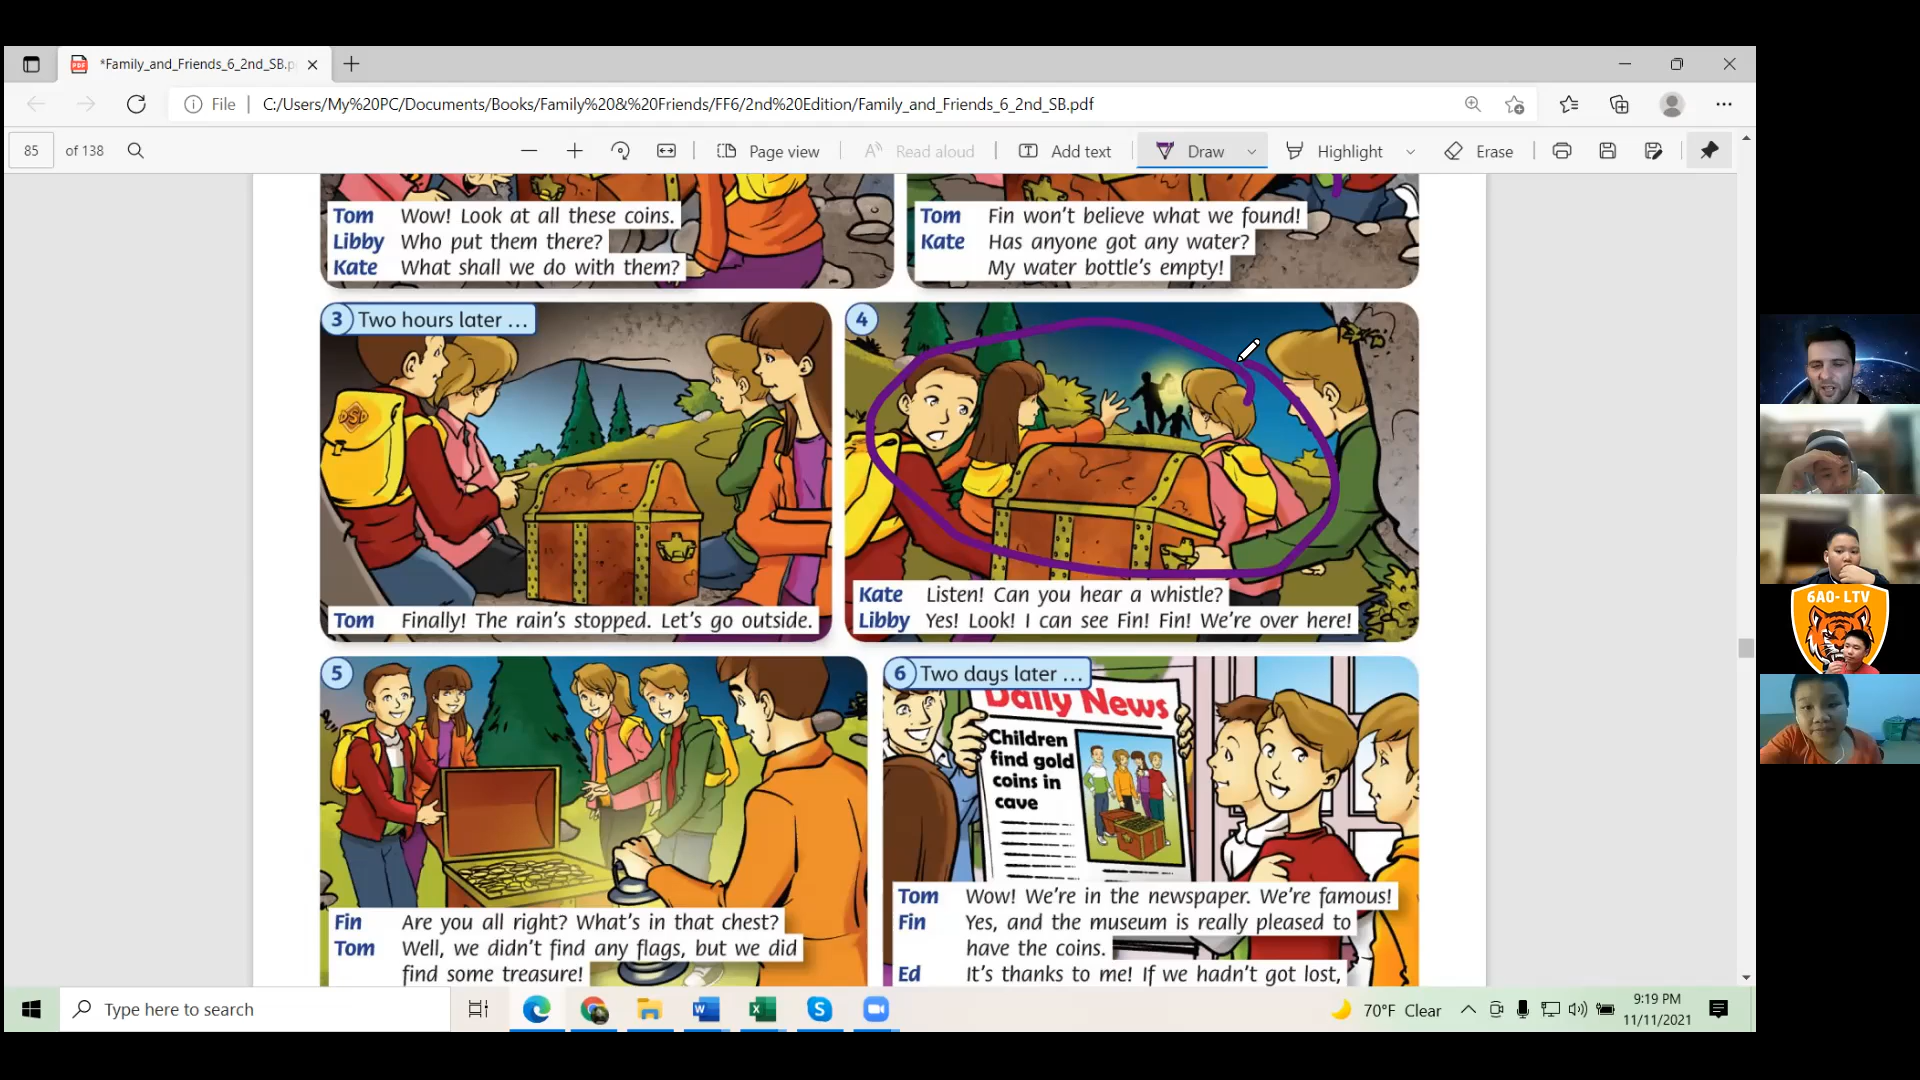 *Family_and_Friends_6_2nd_SB.p
File
C:/Users/My%20PC/Documents/Books/Family%20&%20Friends/FF6/2nd%20Edition/Family_and_Friends_6_2nd_SB.pdf
85 of 138
Page view
Read aloud
Add text
Draw
Highlight
Erase
Tom Wow! Look at all these coins.
Libby Who put them there?
Kate What shall we do with them?
Tom Fin won't believe what we found!
Kate Has anyone got any water?
My water bottle's empty!
3 Two hours later ...
Tom Finally! The rain's stopped. Let's go outside.
4
Kate Listen! Can you hear a whistle?
Libby Yes! Look! I can see Fin! Fin! We're over here!
5
Fin Are you all right? What's in that chest?
Tom Well, we didn't find any flags, but we did
find some treasure!
6 Two days later ...
Daily News
Children
find gold
coins in
cave
Tom Wow! We're in the newspaper. We're famous!
Fin Yes, and the museum is really pleased to
have the coins.
Ed It's thanks to me! If we hadn't got lost,
6A0-LTV
Type here to search
70°F Clear
9:19 PM
11/11/2021